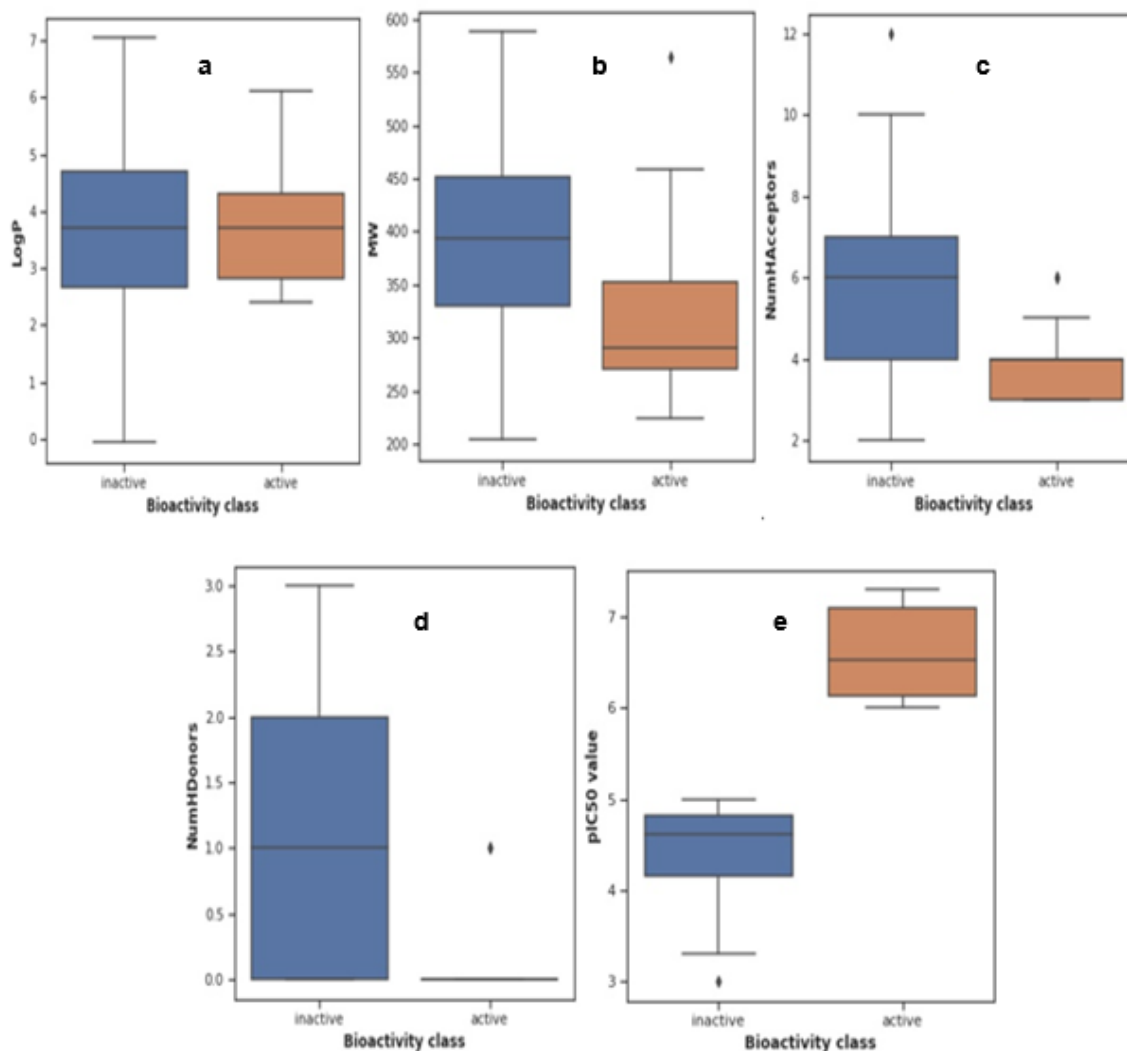 a
LogP
7
6
5
4
3
2
1
0
inactive active
Bioactivity class
b
MW
600
550
500
450
400
350
300
250
200
inactive active
Bioactivity class
c
NumHAcceptors
12
10
8
6
4
2
inactive active
Bioactivity class
d
NumHDonors
3.0
2.5
2.0
1.5
1.0
0.5
0.0
inactive active
Bioactivity class
e
pIC50 value
7
6
5
4
3
inactive active
Bioactivity class